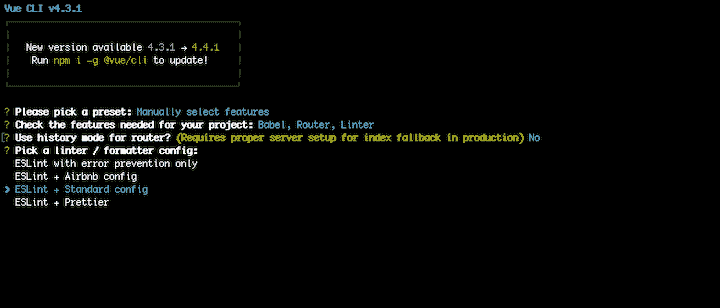 Vue CLI v4.3.1
New version available 4.3.1 → 4.4.1
Run npm i -g @vue/cli to update!
? Please pick a preset: Manually select features
? Check the features needed for your project: Babel, Router, Linter
? Use history mode for router? (Requires proper server setup for index fallback in production) No
? Pick a linter / formatter config:
ESLint with error prevention only
ESLint + Airbnb config
❯ ESLint + Standard config
ESLint + Prettier